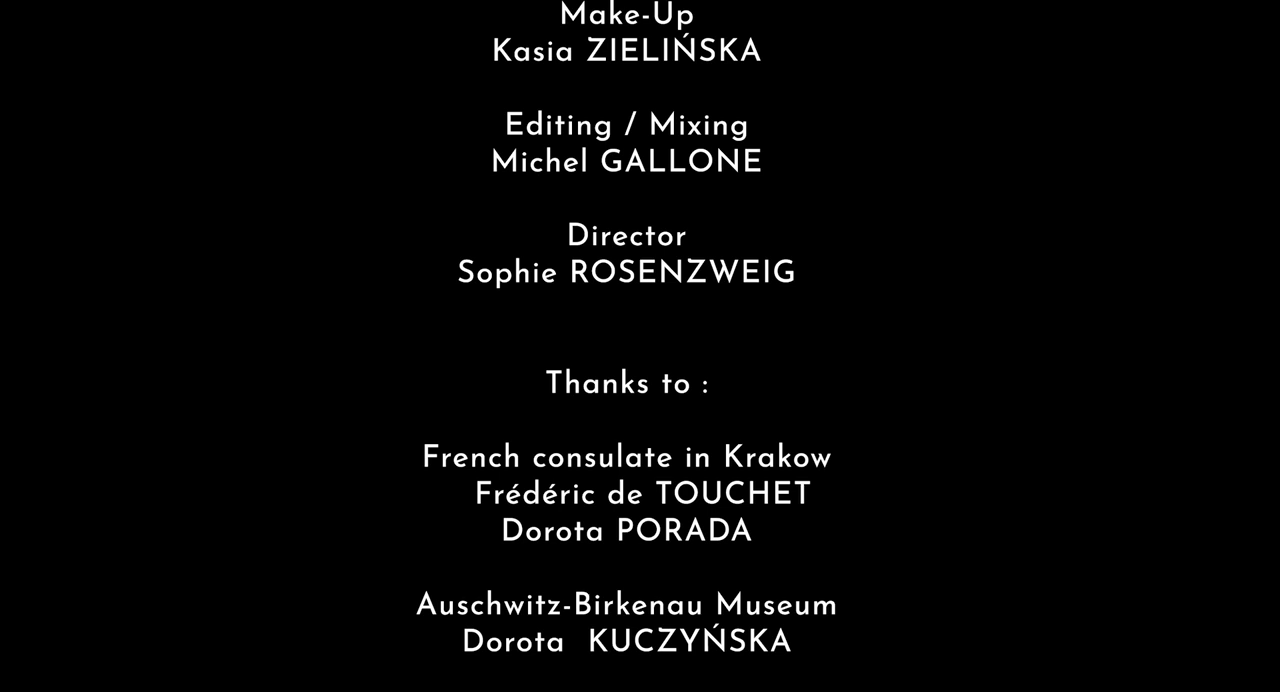 Make-Up
Kasia ZIELIŃSKA
Editing / Mixing
Michel GALLONE
Director
Sophie ROSENZWEIG
Thanks to :
French consulate in Krakow
Frédéric de TOUCHET
Dorota PORADA
Auschwitz-Birkenau Museum
Dorota  KUCZYŃSKA